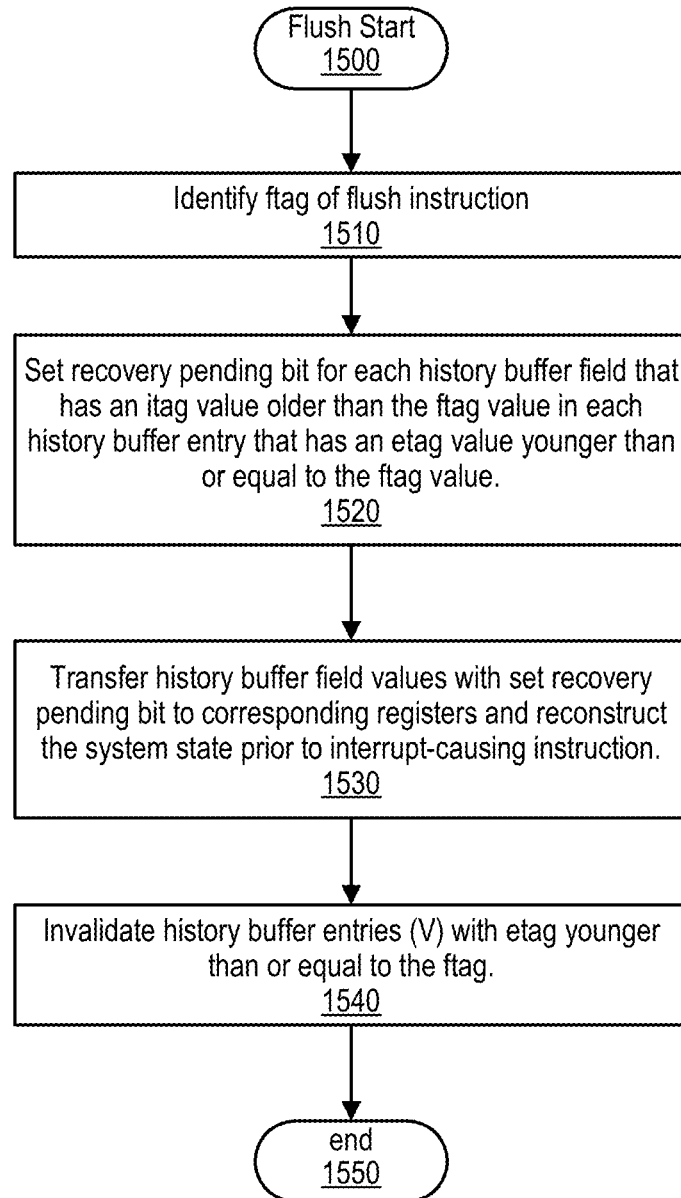 Flush Start
1500
Identify ftag of flush instruction
1510
Set recovery pending bit for each history buffer field that
has an itag value older than the ftag value in each
history buffer entry that has an etag value younger than
or equal to the ftag value.
1520
Transfer history buffer field values with set recovery
pending bit to corresponding registers and reconstruct
the system state prior to interrupt-causing instruction.
1530
Invalidate history buffer entries (V) with etag younger
than or equal to the ftag.
1540
end
1550